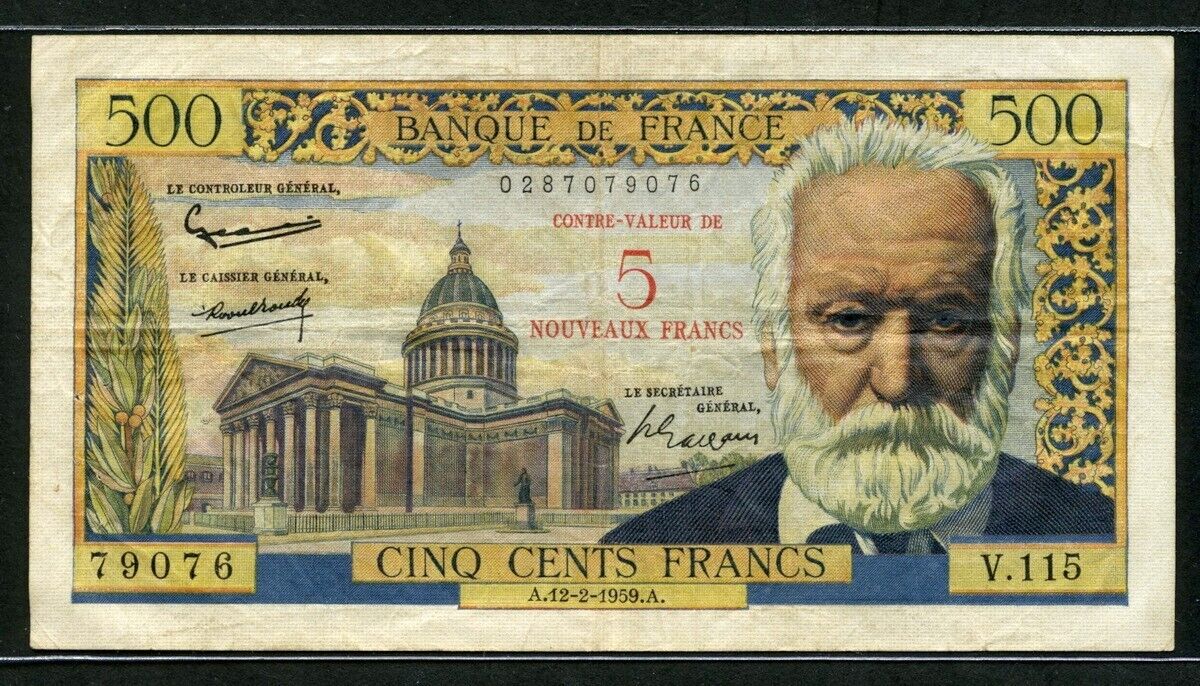 500
BANQUE DE FRANCE
500
0287079076
LE CONTROLEUR GÉNÉRAL,
CONTRE-VALEUR DE
5
NOUVEAUX FRANCS
LE CAISSIER GÉNÉRAL,
LE SECRÉTAIRE
GÉNÉRAL,
79076
CINQ CENTS FRANCS
V.115
A.12-2-1959.A.